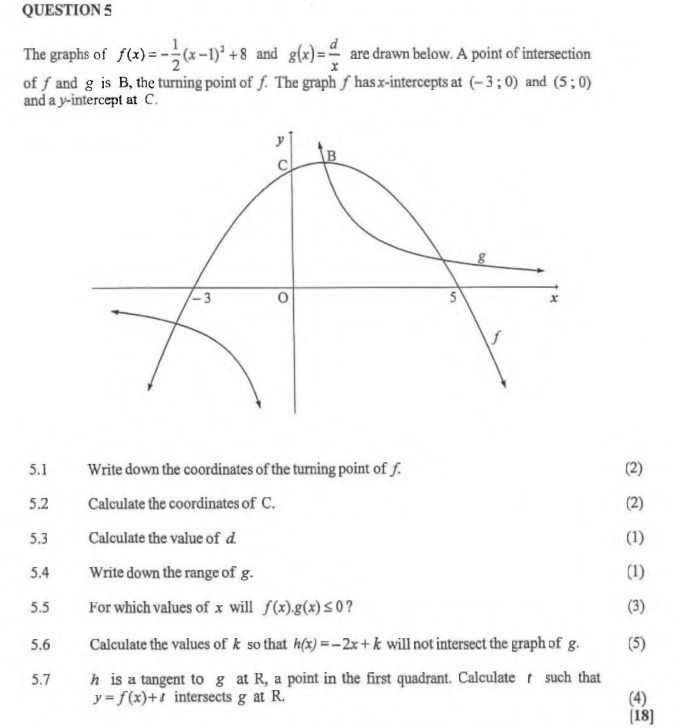 QUESTION 5
The graphs of f(x) = -\frac{1}{2}(x-1)² + 8 and g(x) = \frac{d}{x} are drawn below. A point of intersection
of f and g is B, the turning point of f. The graph f has x-intercepts at (-3 ; 0) and (5 ; 0)
and a y-intercept at C.
y
C
B
g
-3
O
5
x
f
5.1 Write down the coordinates of the turning point of f. (2)
5.2 Calculate the coordinates of C. (2)
5.3 Calculate the value of d. (1)
5.4 Write down the range of g. (1)
5.5 For which values of x will f(x).g(x) ≤ 0? (3)
5.6 Calculate the values of k so that h(x) = -2x + k will not intersect the graph of g. (5)
5.7 h is a tangent to g at R, a point in the first quadrant. Calculate t such that
y = f(x)+t intersects g at R. (4)
[18]